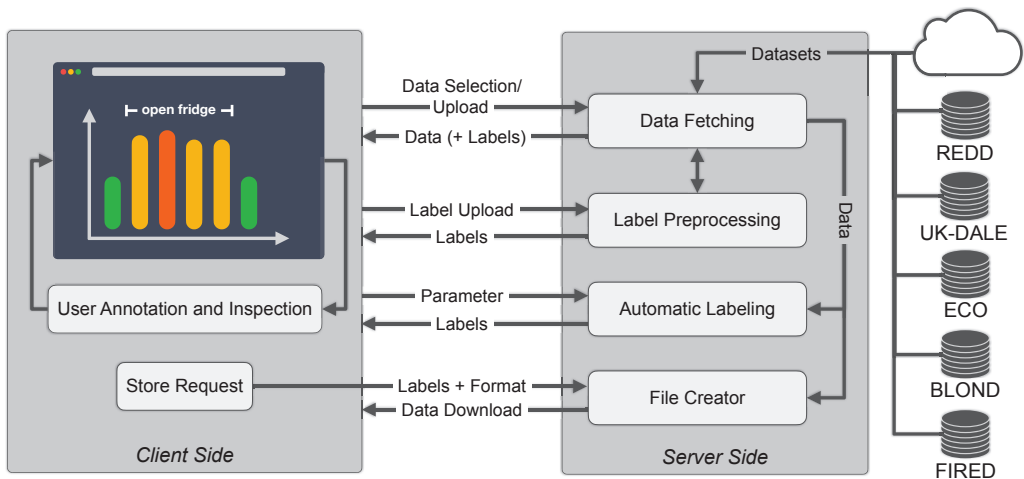 open fridge
User Annotation and Inspection
Store Request
Client Side
Data Selection/
Upload
Data (+ Labels)
Label Upload
Labels
Parameter
Labels
Labels + Format
Data Download
Datasets
Data Fetching
Label Preprocessing
Data
Automatic Labeling
File Creator
Server Side
REDD
UK-DALE
ECO
BLOND
FIRED